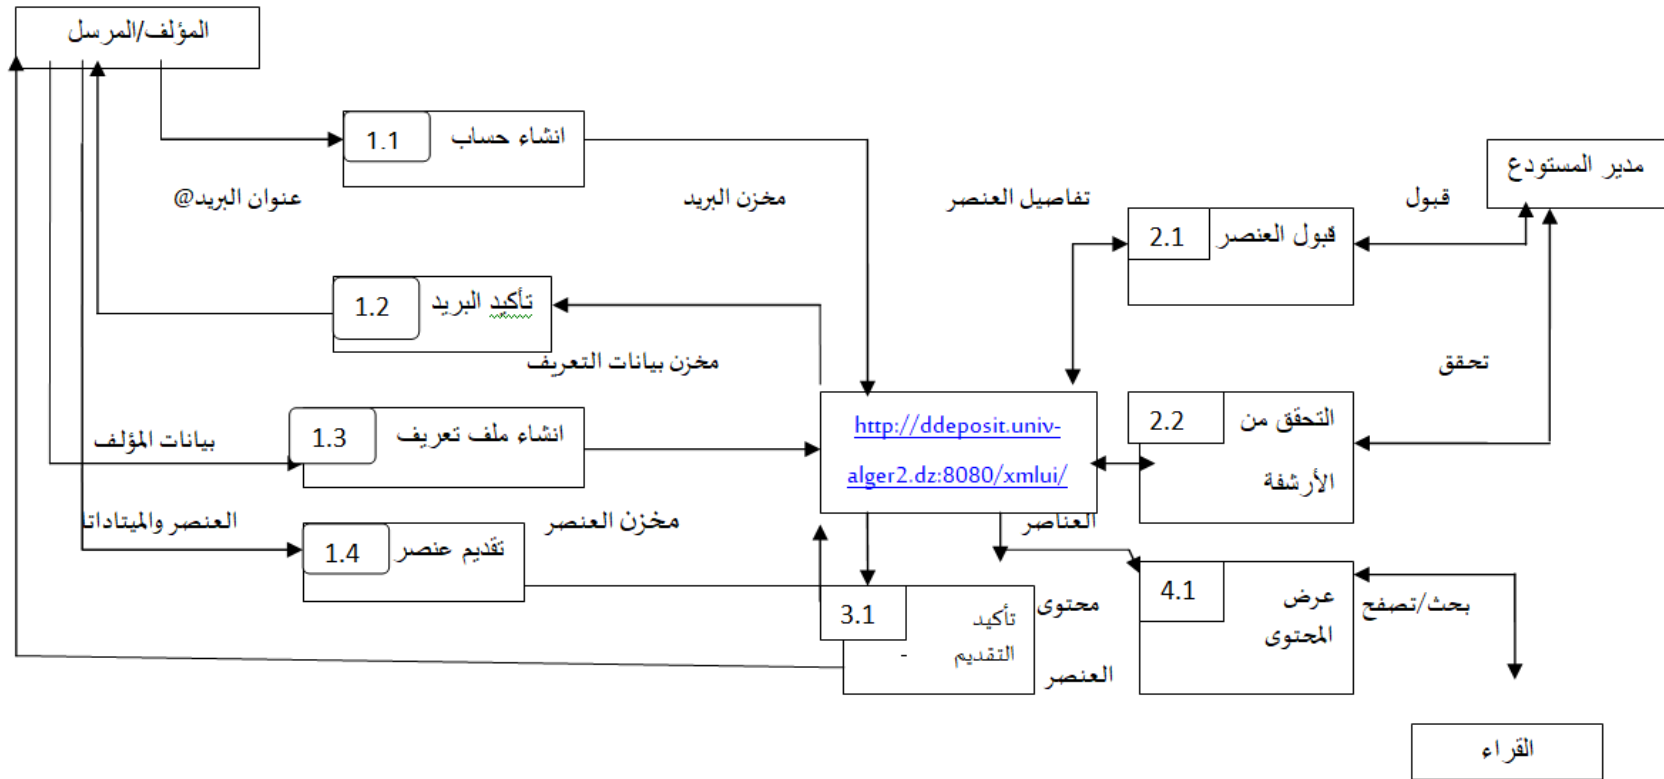 المؤلف/المرسل
1.1
انشاء حساب
مدير المستودع
عنوان البريد@
مخزن البريد
تفاصيل العنصر
قبول
2.1
قبول العنصر
1.2
تأكيد البريد
مخزن بيانات التعريف
تحقق
http://ddeposit.univ-
alger2.dz:8080/xmlui/
2.2
التحقق من
الأرشفة
بيانات المؤلف
1.3
انشاء ملف تعريف
العنصر والميتاداتا
مخزن العنصر
العناصر
1.4
تقديم عنصر
3.1
تأكيد
التقديم -
محتوى
العنصر
4.1
عرض
المحتوى
بحث/تصفح
القراء